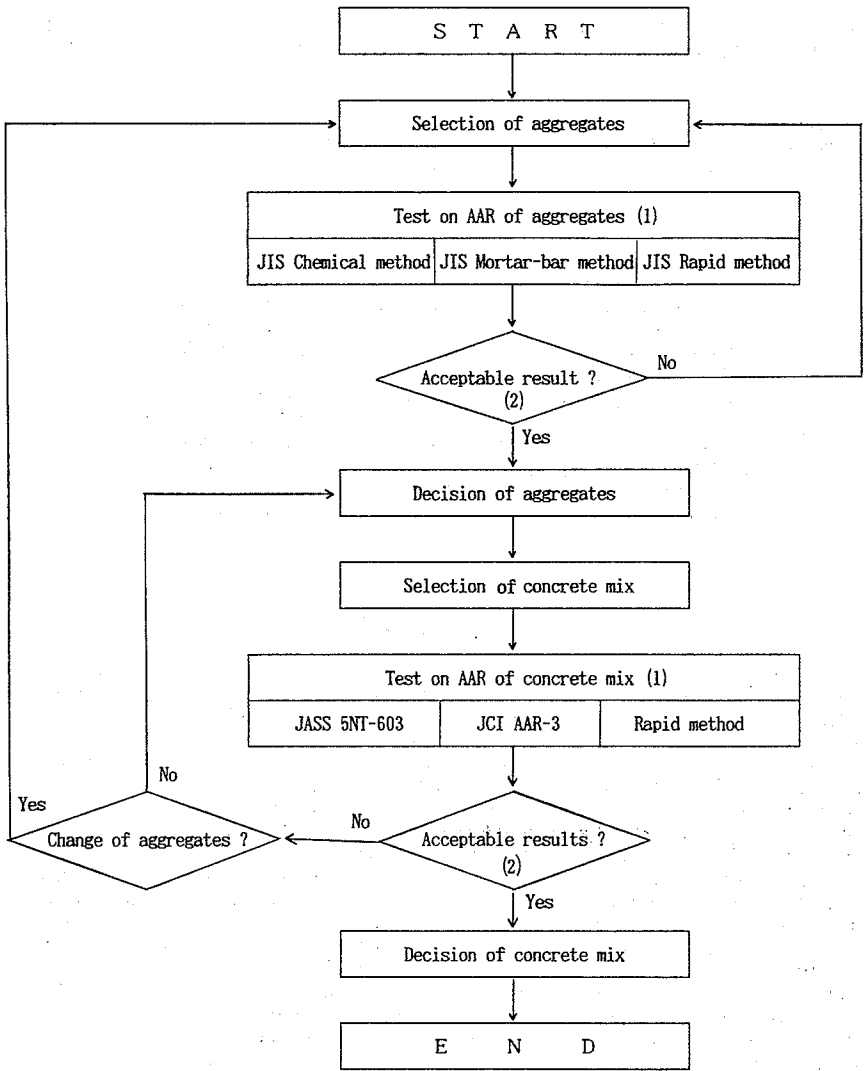 S T A R T
Selection of aggregates
Test on AAR of aggregates (1)
JIS Chemical method JIS Mortar-bar method JIS Rapid method
Acceptable result ?
(2)
No
Yes
Decision of aggregates
Selection of concrete mix
Test on AAR of concrete mix (1)
JASS 5NT-603 JCI AAR-3 Rapid method
No
Yes
Change of aggregates ?
No
Acceptable results ?
(2)
Yes
Decision of concrete mix
E N D